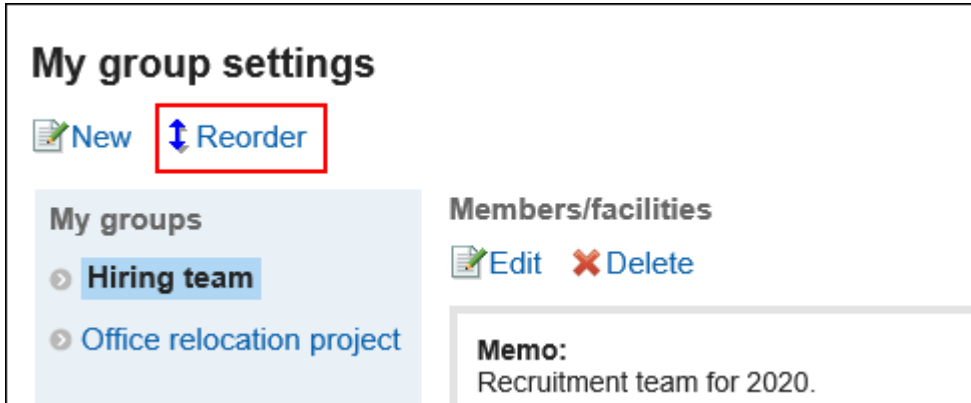 My group settings
New Reorder
My groups
Hiring team
Office relocation project
Members/facilities
Edit Delete
Memo:
Recruitment team for 2020.